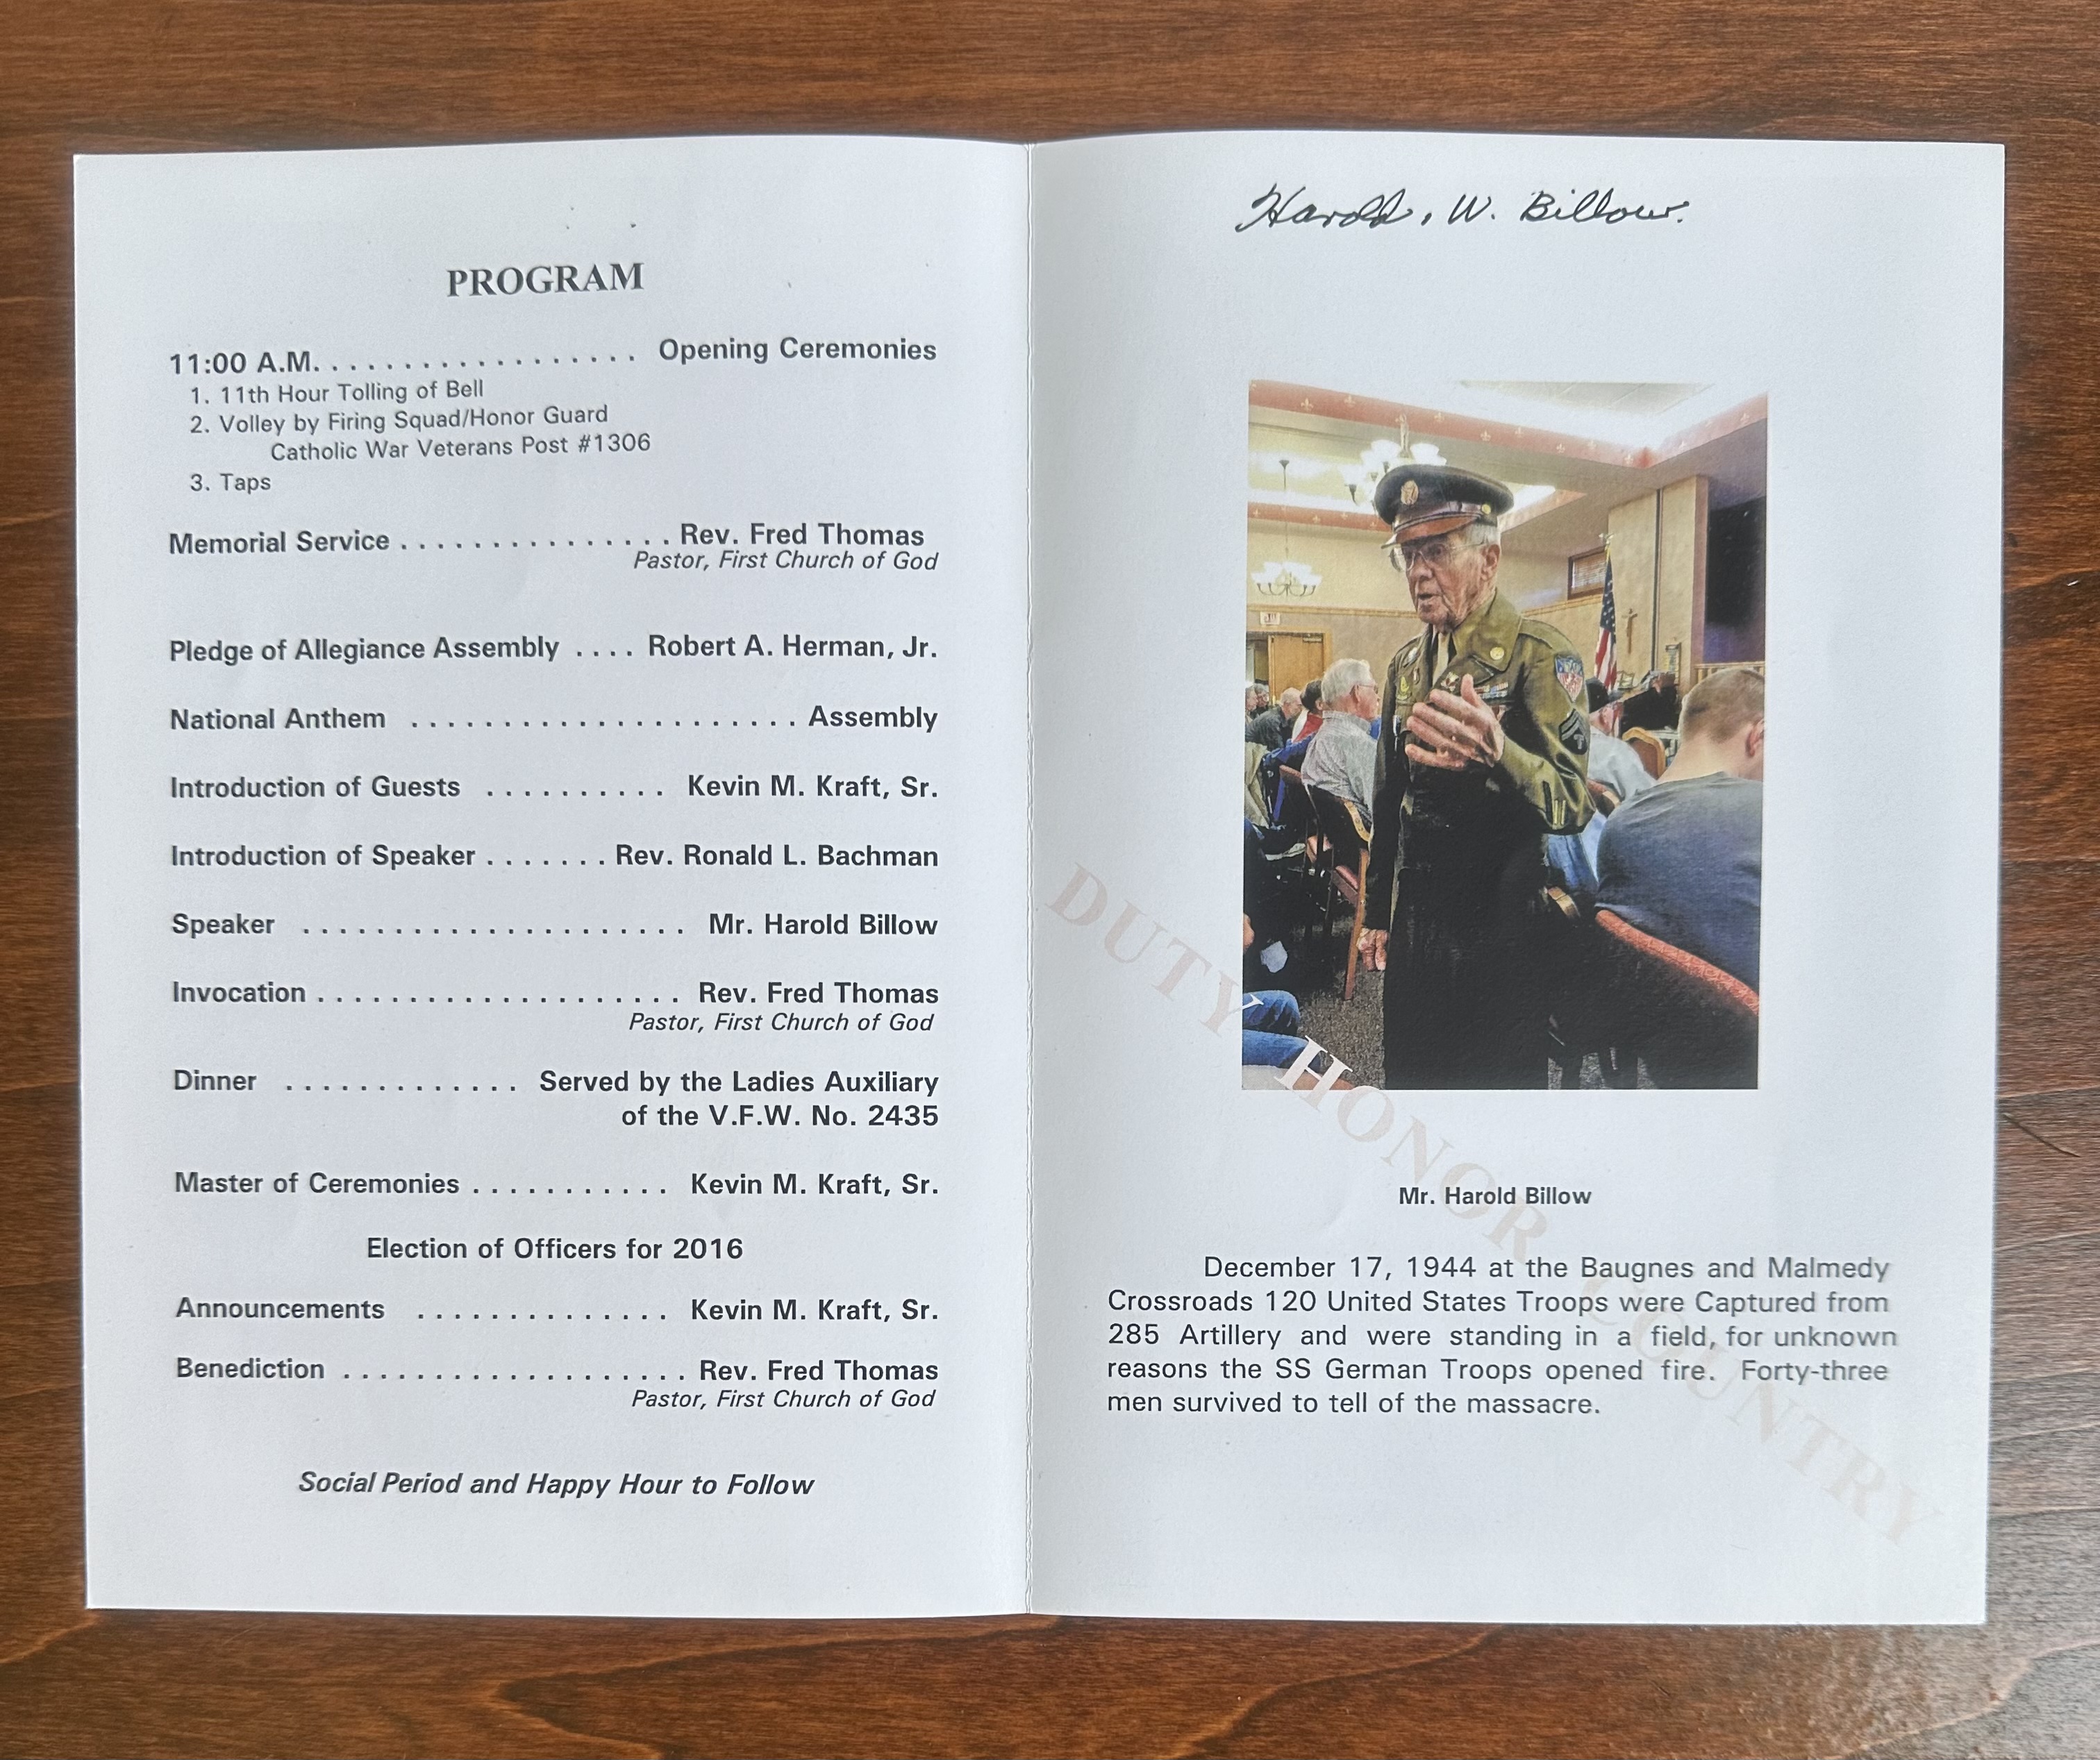 PROGRAM
11:00 A.M. . . . . . . . . . . . . . . . . . . Opening Ceremonies
1. 11th Hour Tolling of Bell
2. Volley by Firing Squad/Honor Guard
Catholic War Veterans Post #1306
3. Taps
Memorial Service . . . . . . . . . . . . . . . Rev. Fred Thomas
Pastor, First Church of God
Pledge of Allegiance Assembly . . . . Robert A. Herman, Jr.
National Anthem . . . . . . . . . . . . . . . . . . . . . Assembly
Introduction of Guests . . . . . . . . . . Kevin M. Kraft, Sr.
Introduction of Speaker . . . . . . . Rev. Ronald L. Bachman
Speaker . . . . . . . . . . . . . . . . . . . . . Mr. Harold Billow
Invocation . . . . . . . . . . . . . . . . . . . . Rev. Fred Thomas
Pastor, First Church of God
Dinner . . . . . . . . . . . . . Served by the Ladies Auxiliary
of the V.F.W. No. 2435
Master of Ceremonies . . . . . . . . . . . Kevin M. Kraft, Sr.
Election of Officers for 2016
Announcements . . . . . . . . . . . . . . Kevin M. Kraft, Sr.
Benediction . . . . . . . . . . . . . . . . . . . Rev. Fred Thomas
Pastor, First Church of God
Social Period and Happy Hour to Follow
Harold, W. Billow.
DUTY HONOR COUNTRY
Mr. Harold Billow
December 17, 1944 at the Baugnes and Malmedy
Crossroads 120 United States Troops were Captured from
285 Artillery and were standing in a field, for unknown
reasons the SS German Troops opened fire. Forty-three
men survived to tell of the massacre.